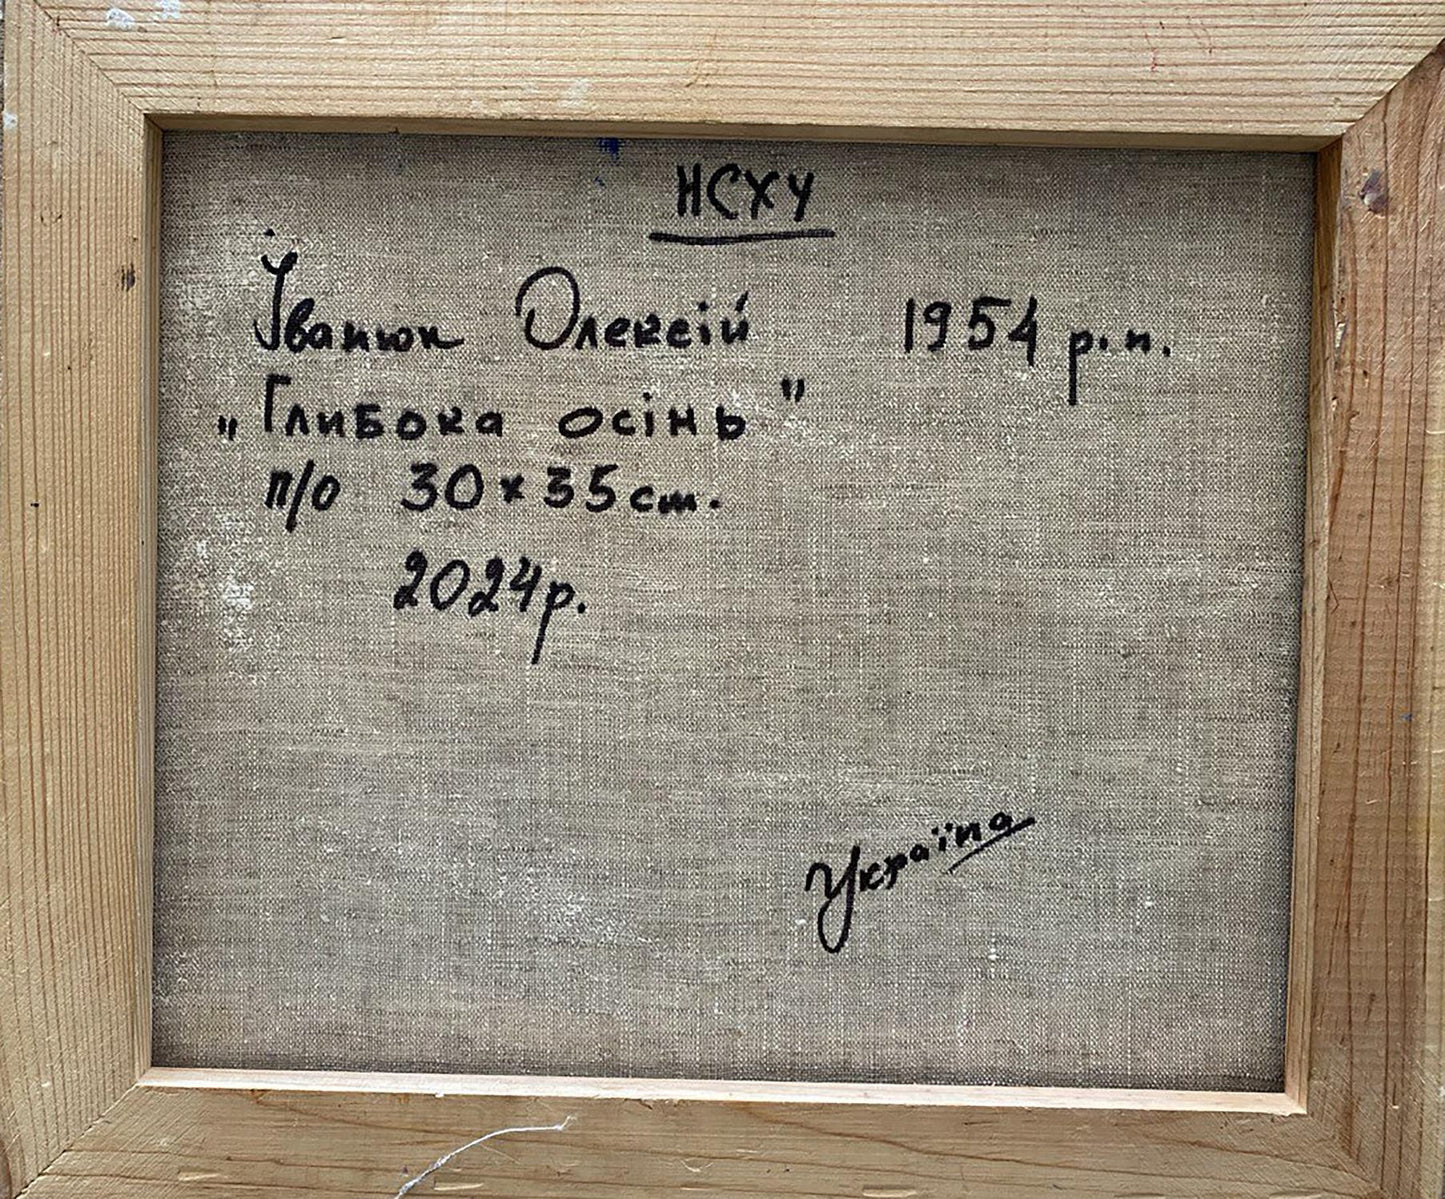 НСХУ
Іванюк Олексій 1954 р.н.
„Глибока осінь"
п/о 30×35 см.
2024р.
Україна